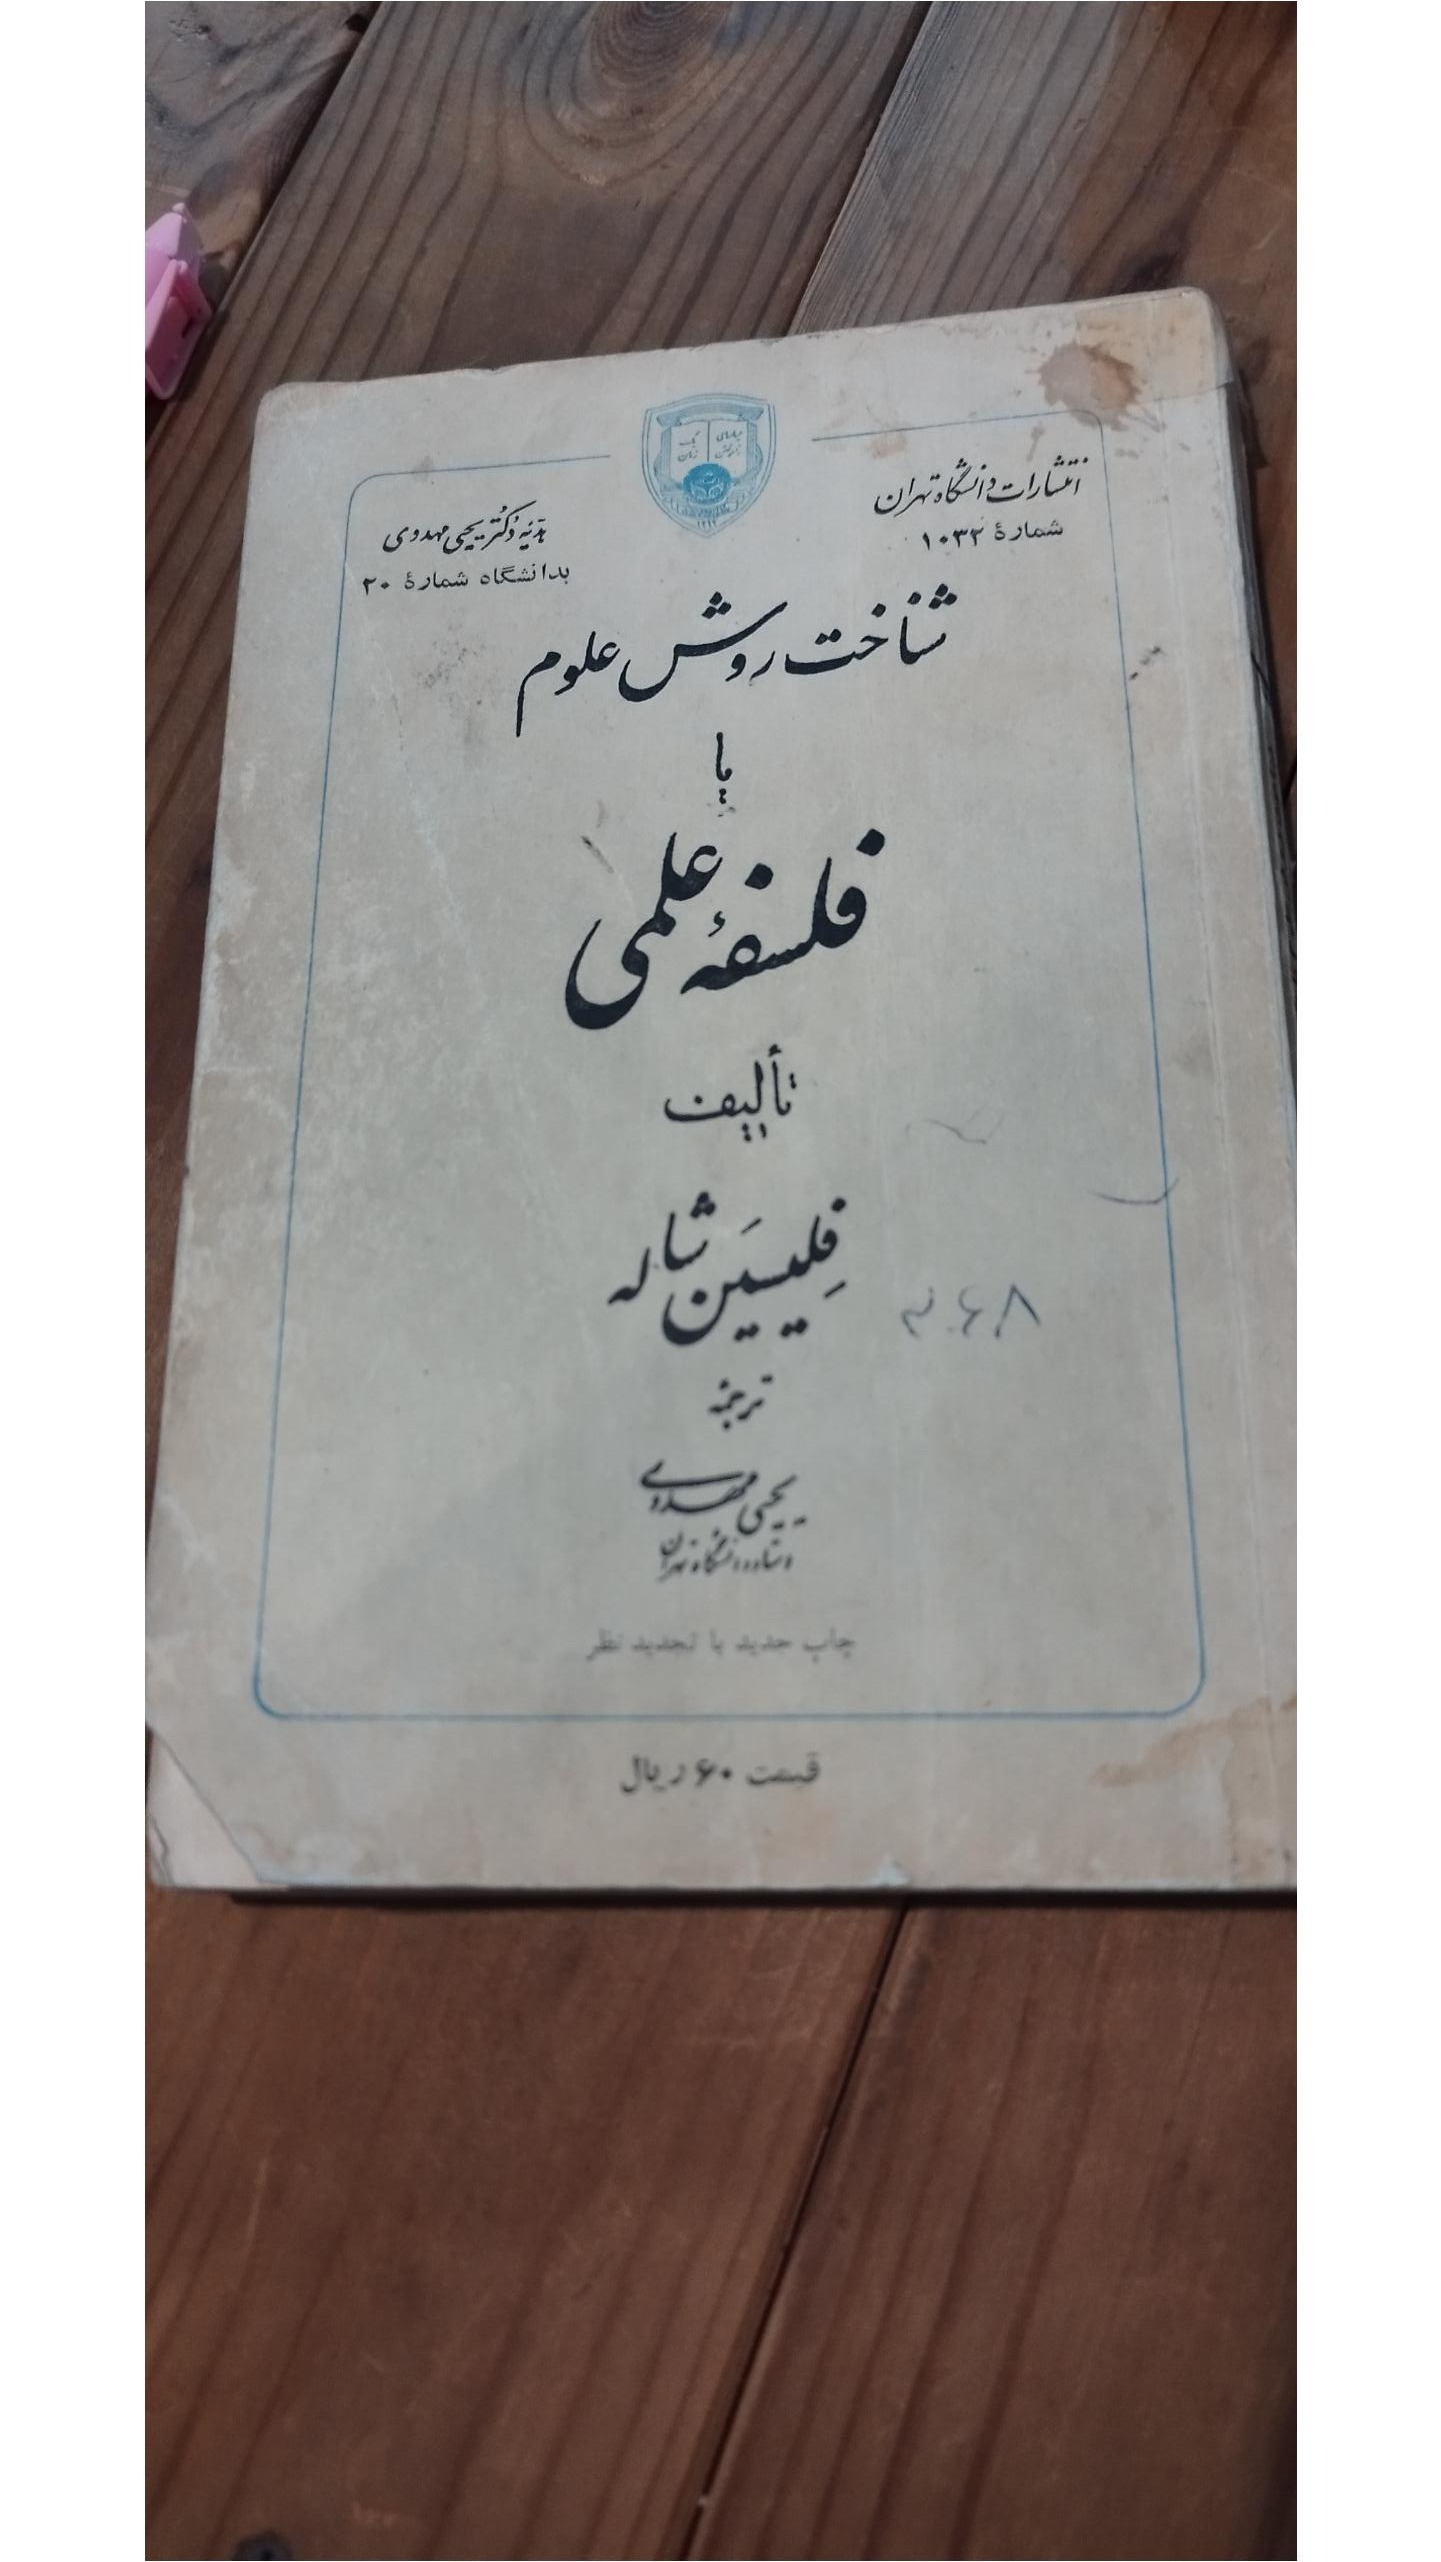 انتشارات دانشگاه تهران
شمارهٔ ۱۰۳۲
هدیهٔ دکتر یحیی مهدوی
بدانشگاه شمارهٔ ۲۰
شناخت روش علوم
یا
فلسفهٔ علمی
تألیف
فِلیسیَن شاله
ترجمهٔ
یحیی مهدوی
استاد دانشگاه تهران
چاپ جدید با تجدید نظر
قیمت ۶۰ ریال